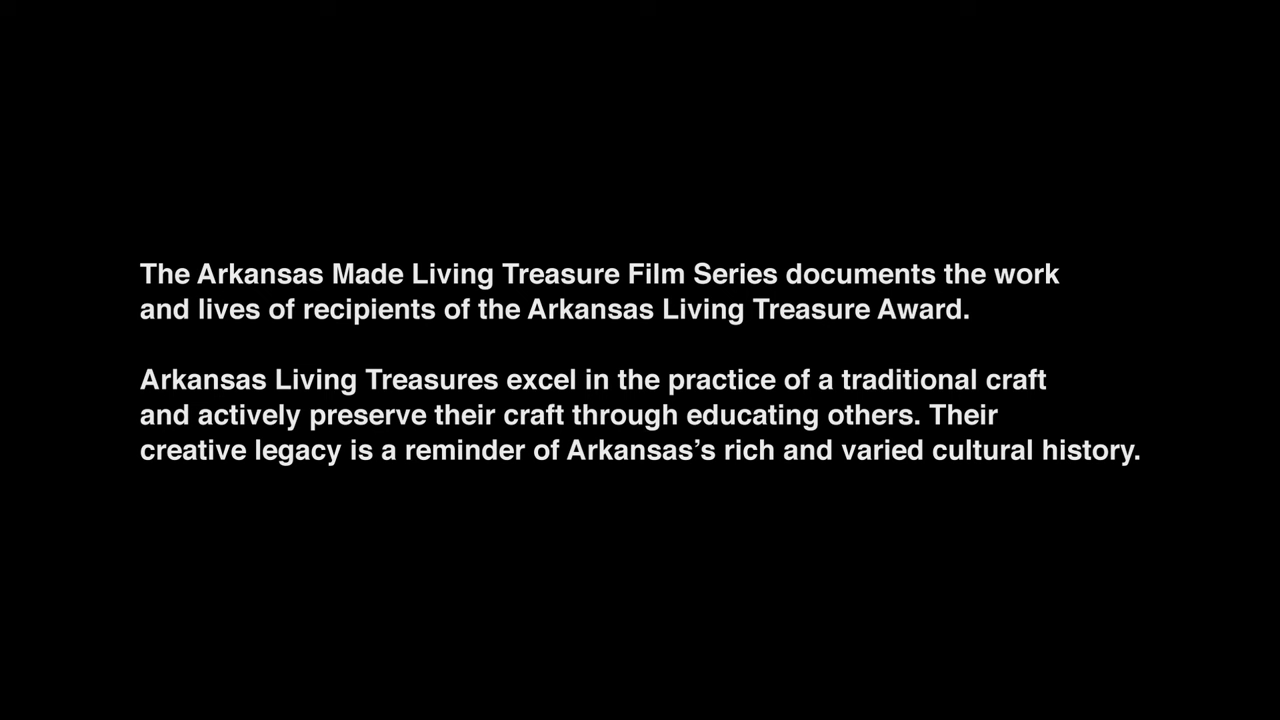 The Arkansas Made Living Treasure Film Series documents the work
and lives of recipients of the Arkansas Living Treasure Award.
Arkansas Living Treasures excel in the practice of a traditional craft
and actively preserve their craft through educating others. Their
creative legacy is a reminder of Arkansas’s rich and varied cultural history.